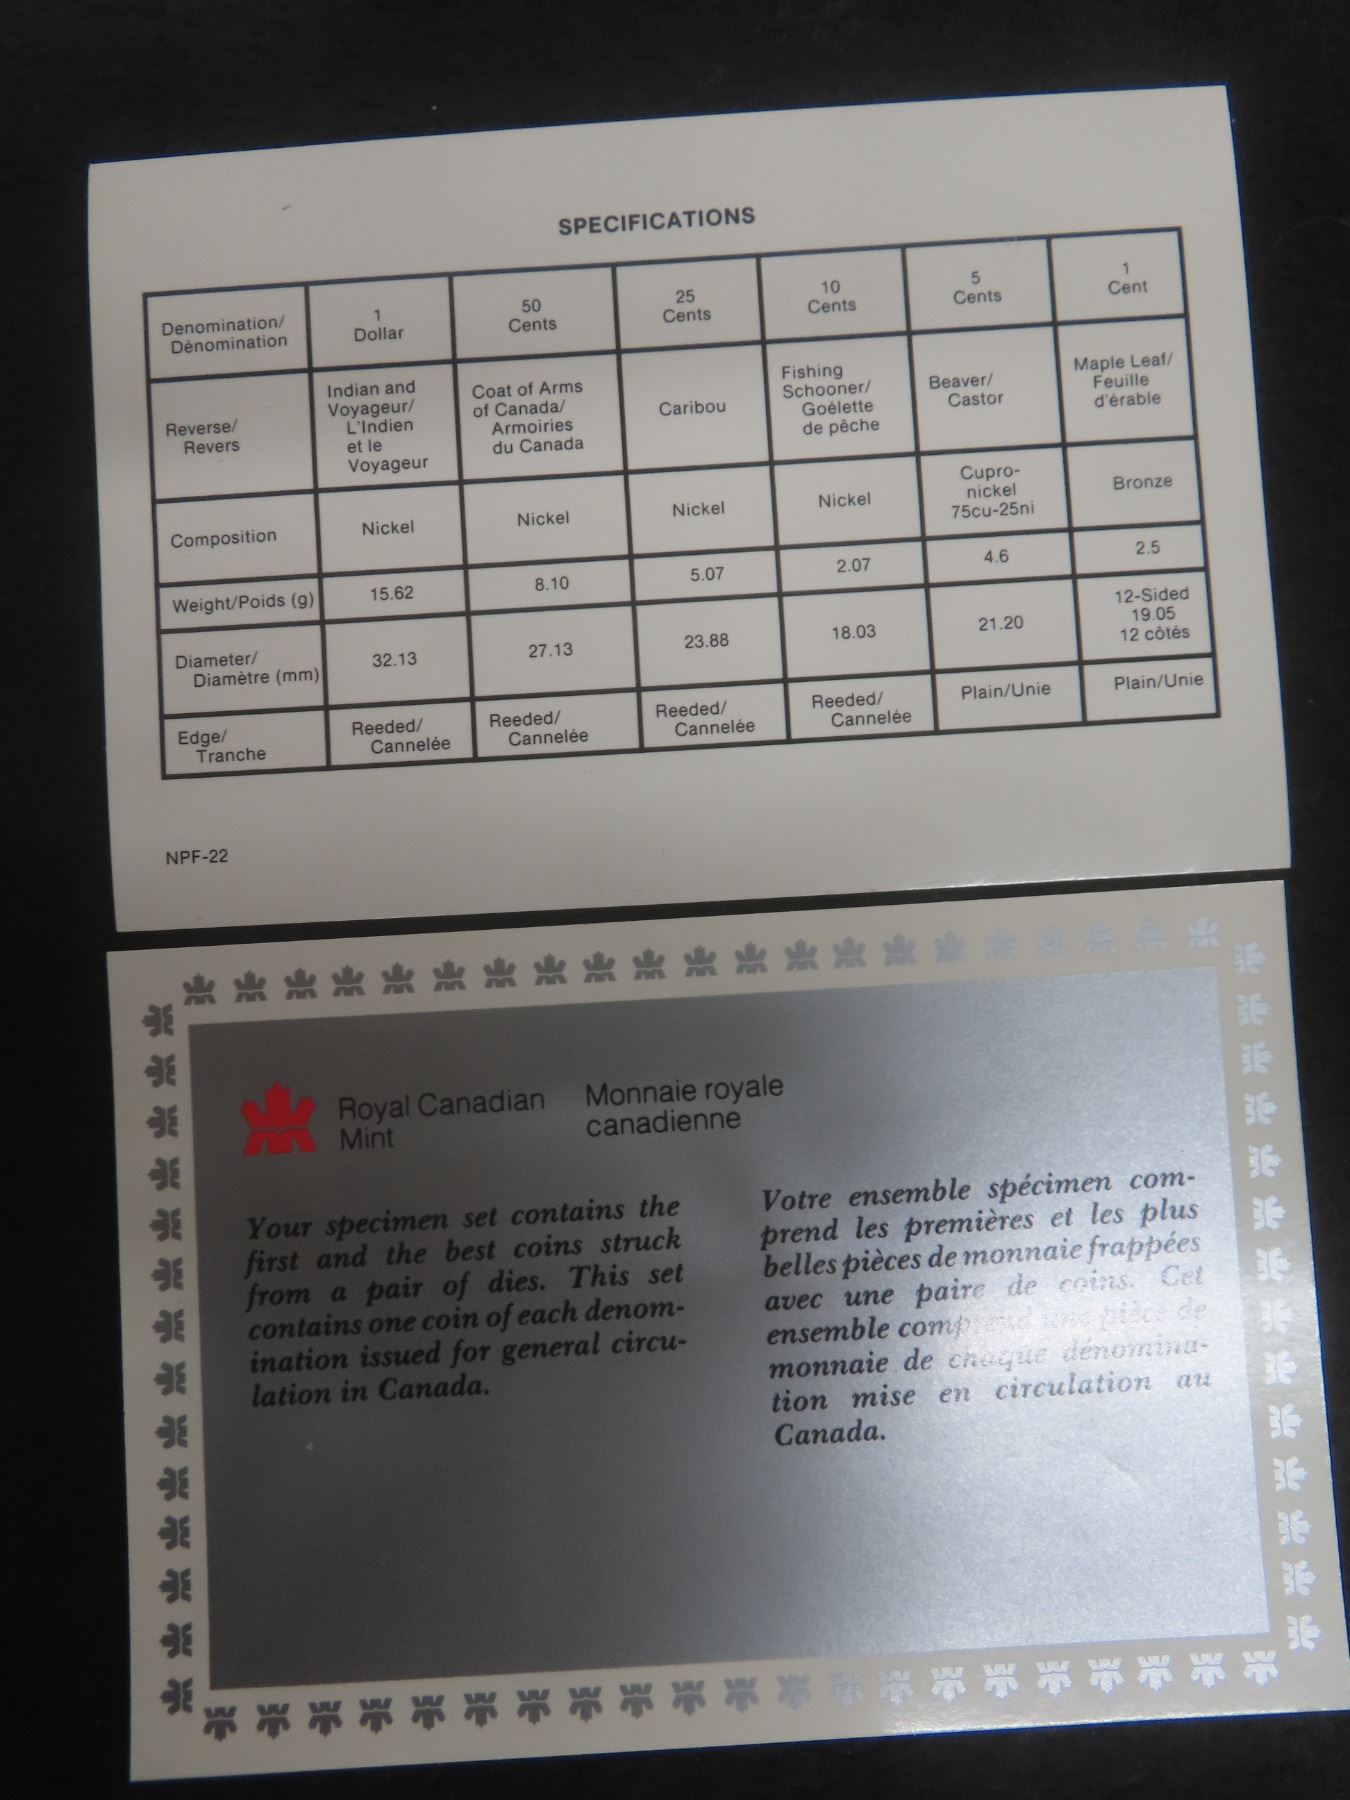 SPECIFICATIONS
Denomination/
Dénomination
1
Dollar
50
Cents
25
Cents
10
Cents
5
Cents
1
Cent
Reverse/
Revers
Indian and
Voyageur/
L'Indien
et le
Voyageur
Coat of Arms
of Canada/
Armoiries
du Canada
Caribou
Fishing
Schooner/
Goélette
de pêche
Beaver/
Castor
Maple Leaf/
Feuille
d'érable
Composition
Nickel
Nickel
Nickel
Nickel
Cupro-
nickel
75cu-25ni
Bronze
Weight/Poids (g)
15.62
8.10
5.07
2.07
4.6
2.5
Diameter/
Diamètre (mm)
32.13
27.13
23.88
18.03
21.20
12-Sided
19.05
12 côtés
Edge/
Tranche
Reeded/
Cannelée
Reeded/
Cannelée
Reeded/
Cannelée
Reeded/
Cannelée
Plain/Unie
Plain/Unie
NPF-22
Royal Canadian
Mint
Monnaie royale
canadienne
Your specimen set contains the
first and the best coins struck
from a pair of dies. This set
contains one coin of each denom-
ination issued for general circu-
lation in Canada.
Votre ensemble spécimen com-
prend les premières et les plus
belles pièces de monnaie frappées
avec une paire de coins. Cet
ensemble comprend une pièce de
monnaie de chaque dénomina-
tion mise en circulation au
Canada.